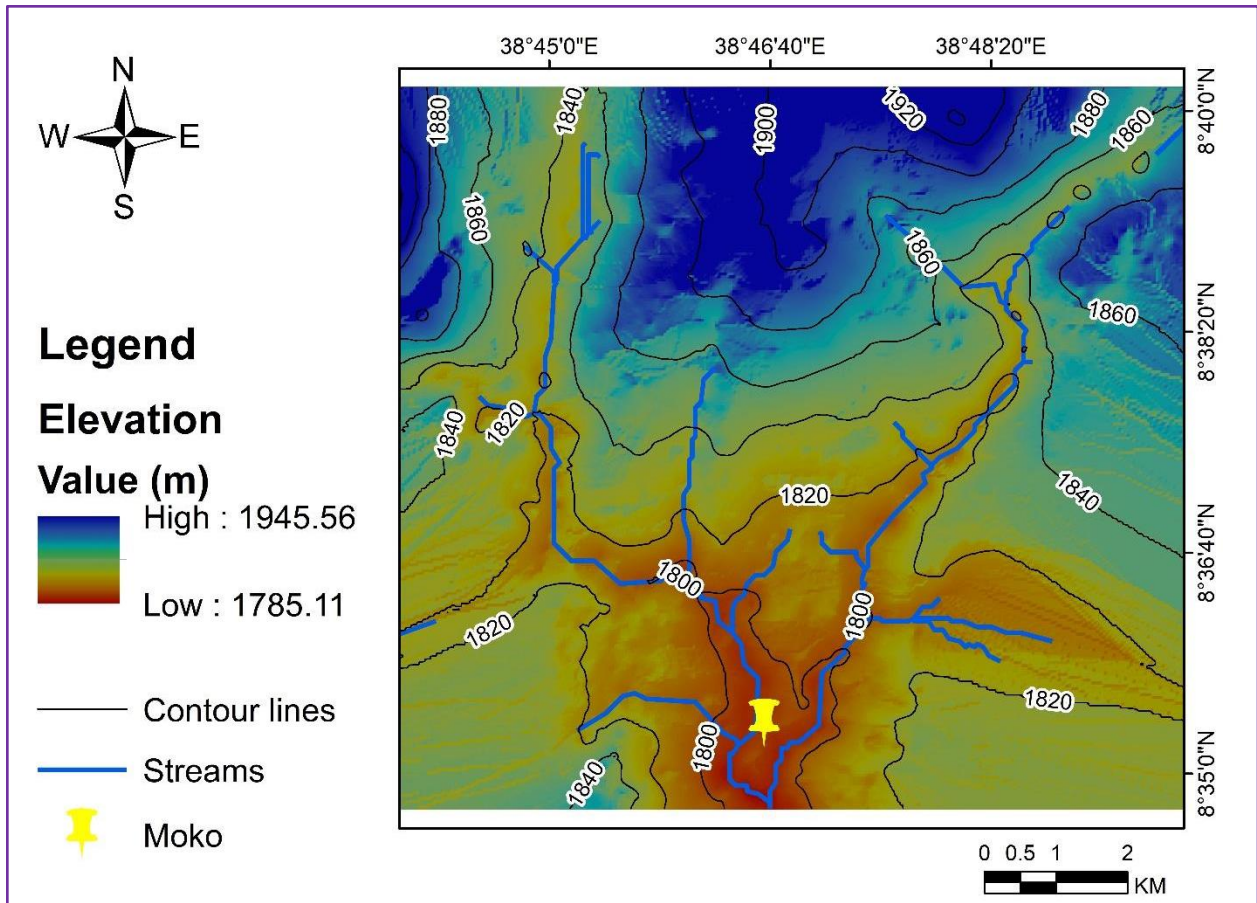 38°45'0"E 38°46'40"E 38°48'20"E
N
W E
S
8°40'0"N
8°38'20"N
8°36'40"N
8°35'0"N
1880
1840
1900
1920
1880
1860
1860
1860
1860
1840
1820
1820
1840
1800
1800
1820
1820
1800
1840
Legend
Elevation
Value (m)
High : 1945.56
Low : 1785.11
Contour lines
Streams
Moko
0 0.5 1 2
KM